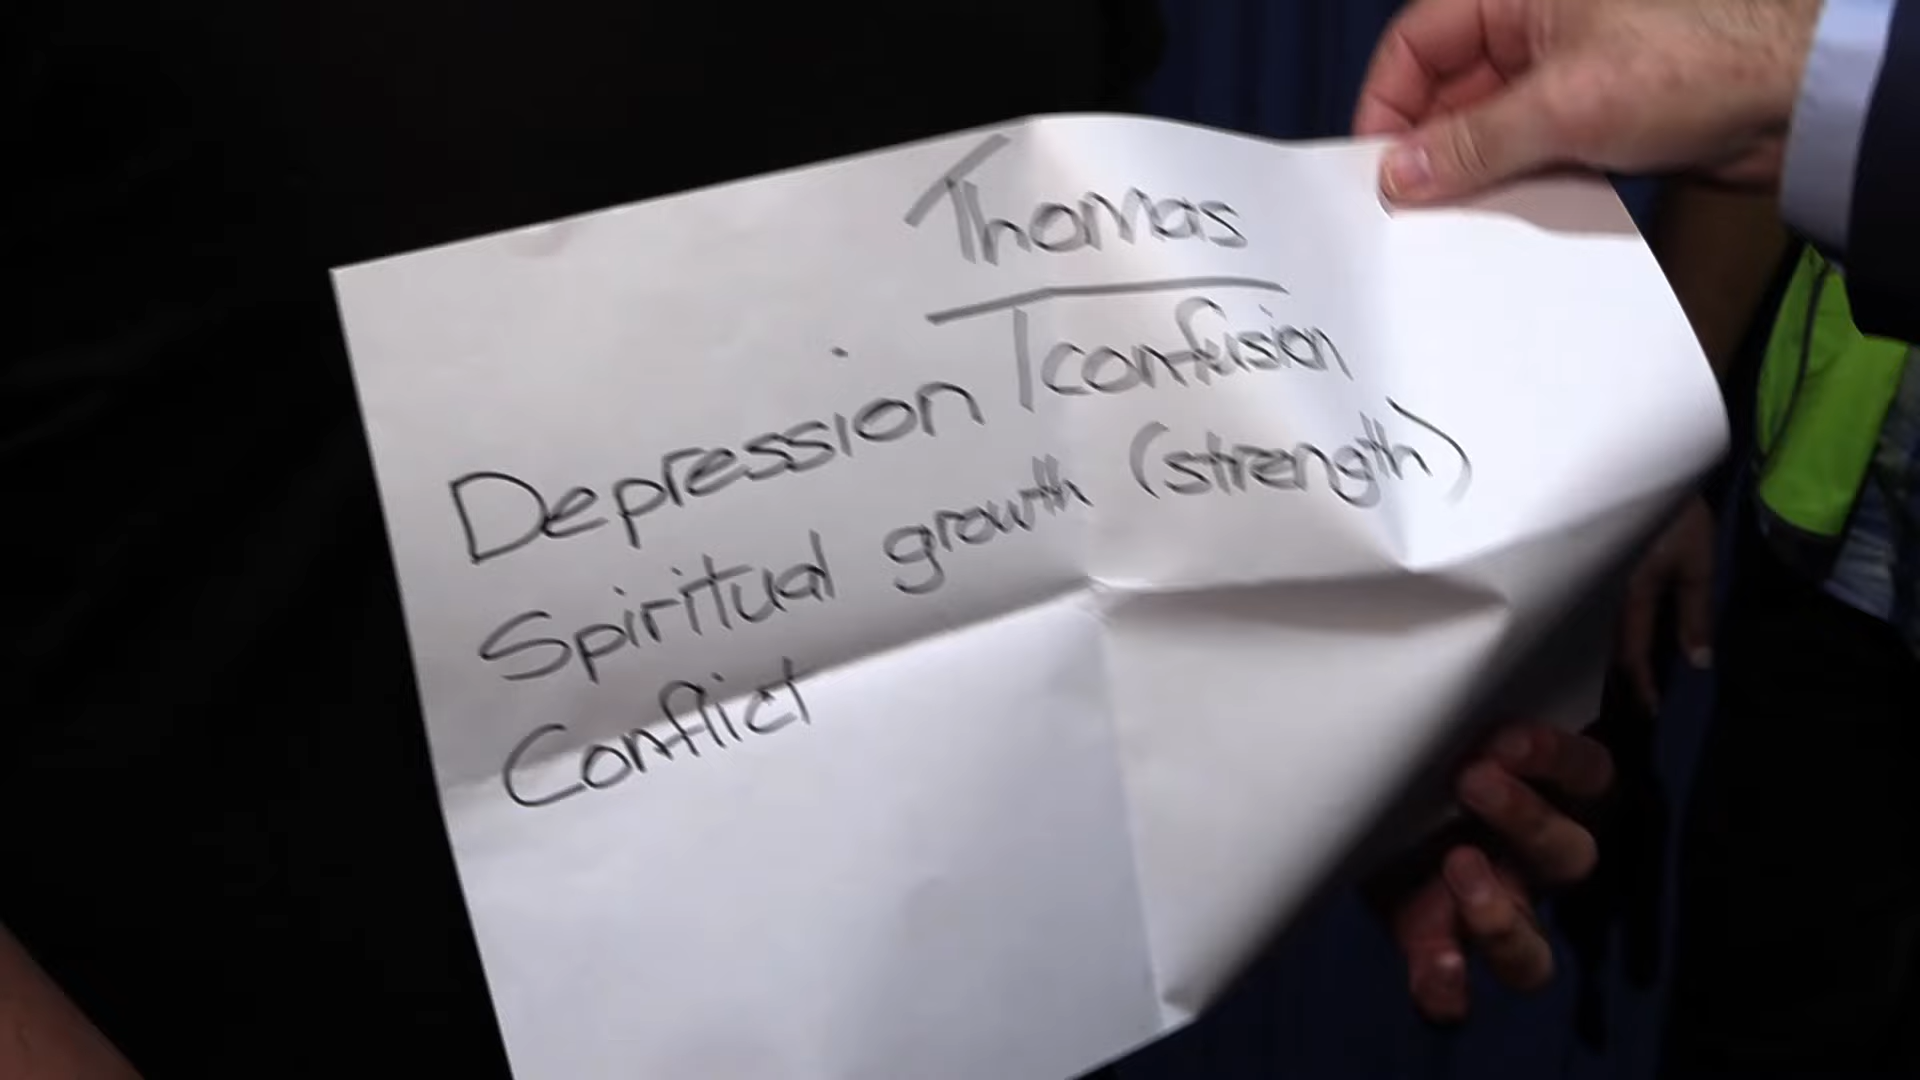 Thomas
Depression / confusion
Spiritual growth (strength)
Conflict